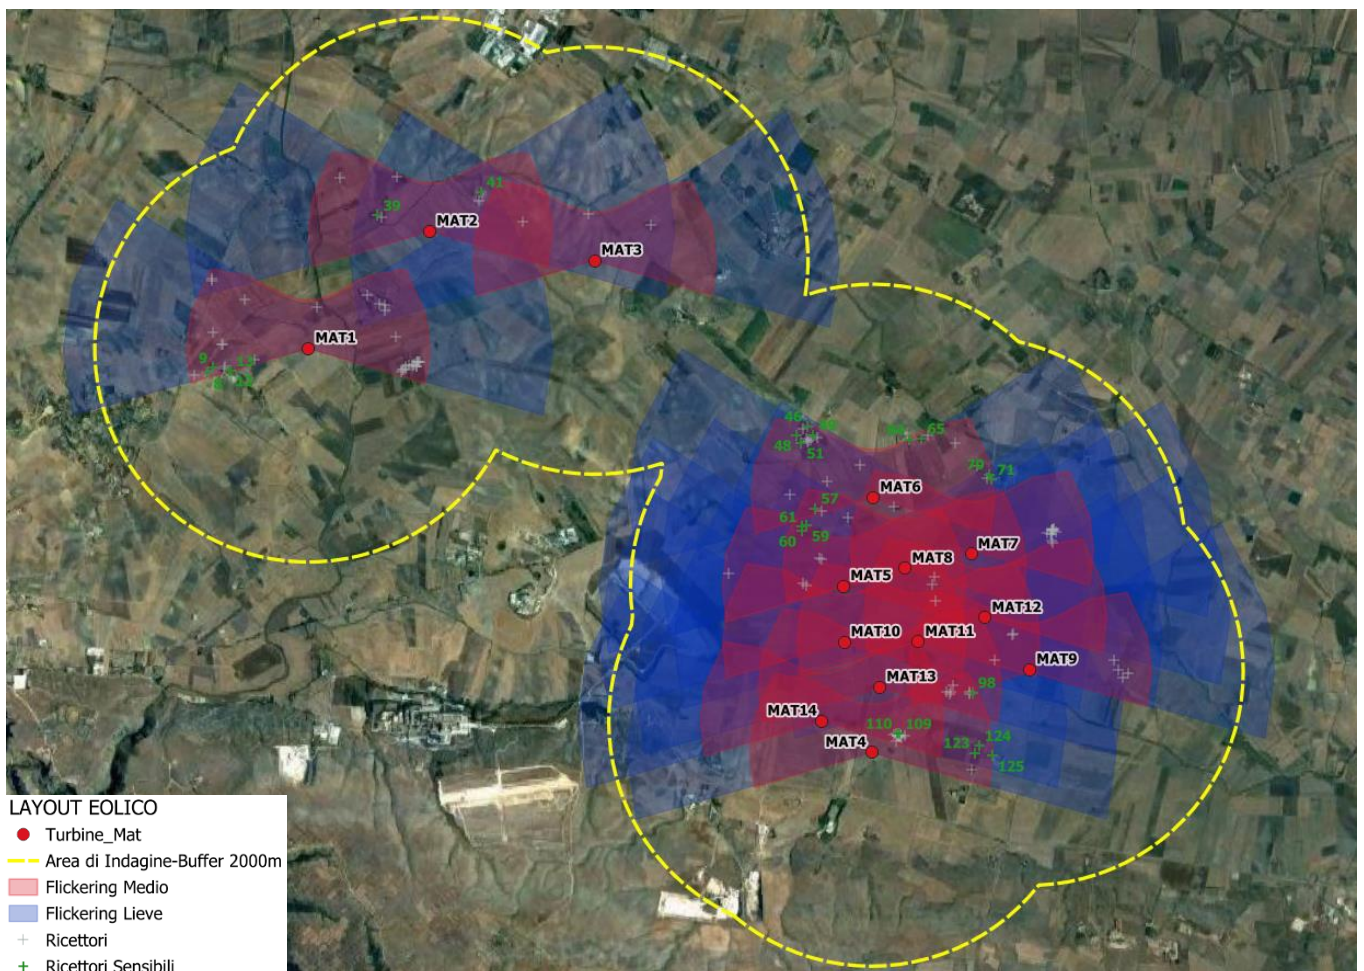 41
39
MAT2
MAT3
MAT1
9
46
48
51
65
70
71
MAT6
57
61
59
60
MAT7
MAT8
MAT5
MAT12
MAT10
MAT11
MAT9
MAT13
98
MAT14
110
109
MAT4
123
124
125
LAYOUT EOLICO
Turbine_Mat
Area di Indagine-Buffer 2000m
Flickering Medio
Flickering Lieve
Ricettori
Ricettori Sensibili